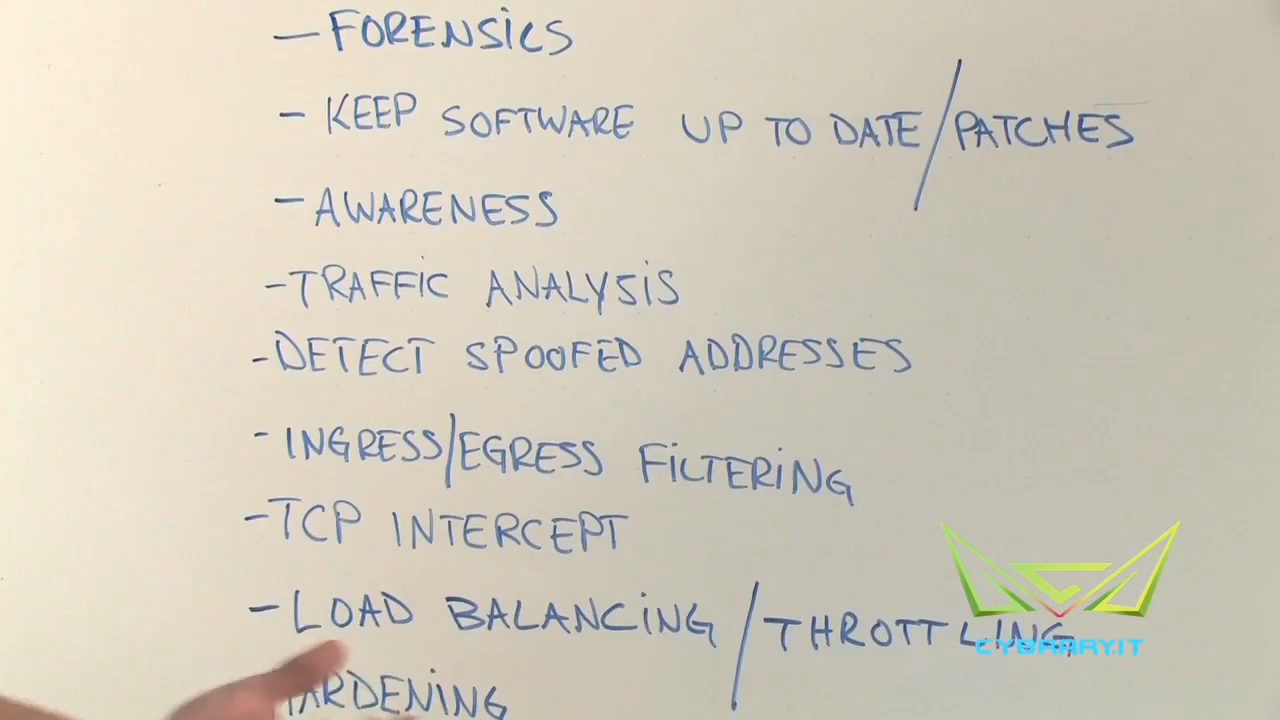 — FORENSICS
- KEEP SOFTWARE UP TO DATE/PATCHES
- AWARENESS
- TRAFFIC ANALYSIS
- DETECT SPOOFED ADDRESSES
- INGRESS/EGRESS FILTERING
- TCP INTERCEPT
- LOAD BALANCING / THROTTLING
CYBRARY.IT
ARDENING